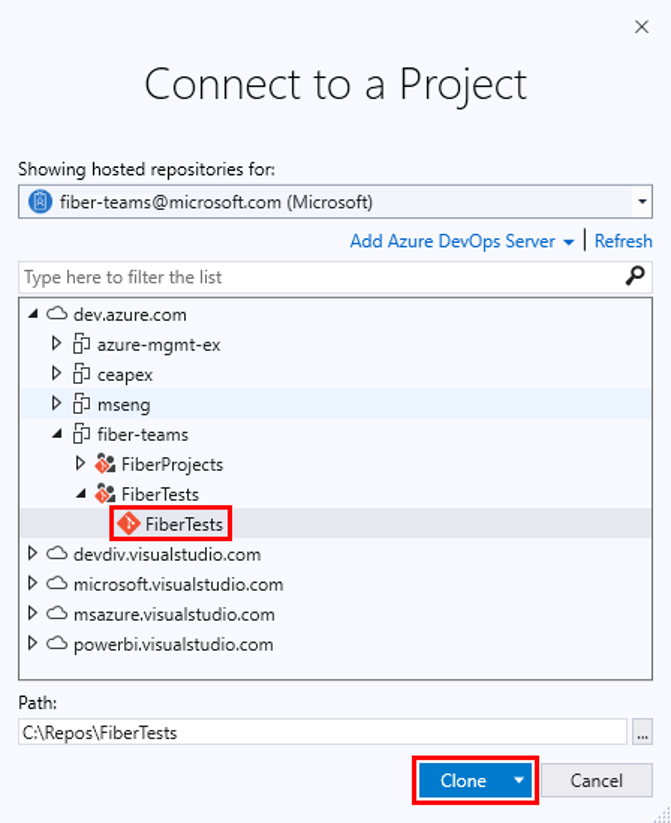 Connect to a Project
Showing hosted repositories for:
fiber-teams@microsoft.com (Microsoft)
Add Azure DevOps Server | Refresh
Type here to filter the list
dev.azure.com
azure-mgmt-ex
ceapex
mseng
fiber-teams
FiberProjects
FiberTests
FiberTests
devdiv.visualstudio.com
microsoft.visualstudio.com
msazure.visualstudio.com
powerbi.visualstudio.com
Path:
C:\Repos\FiberTests
...
Clone Cancel